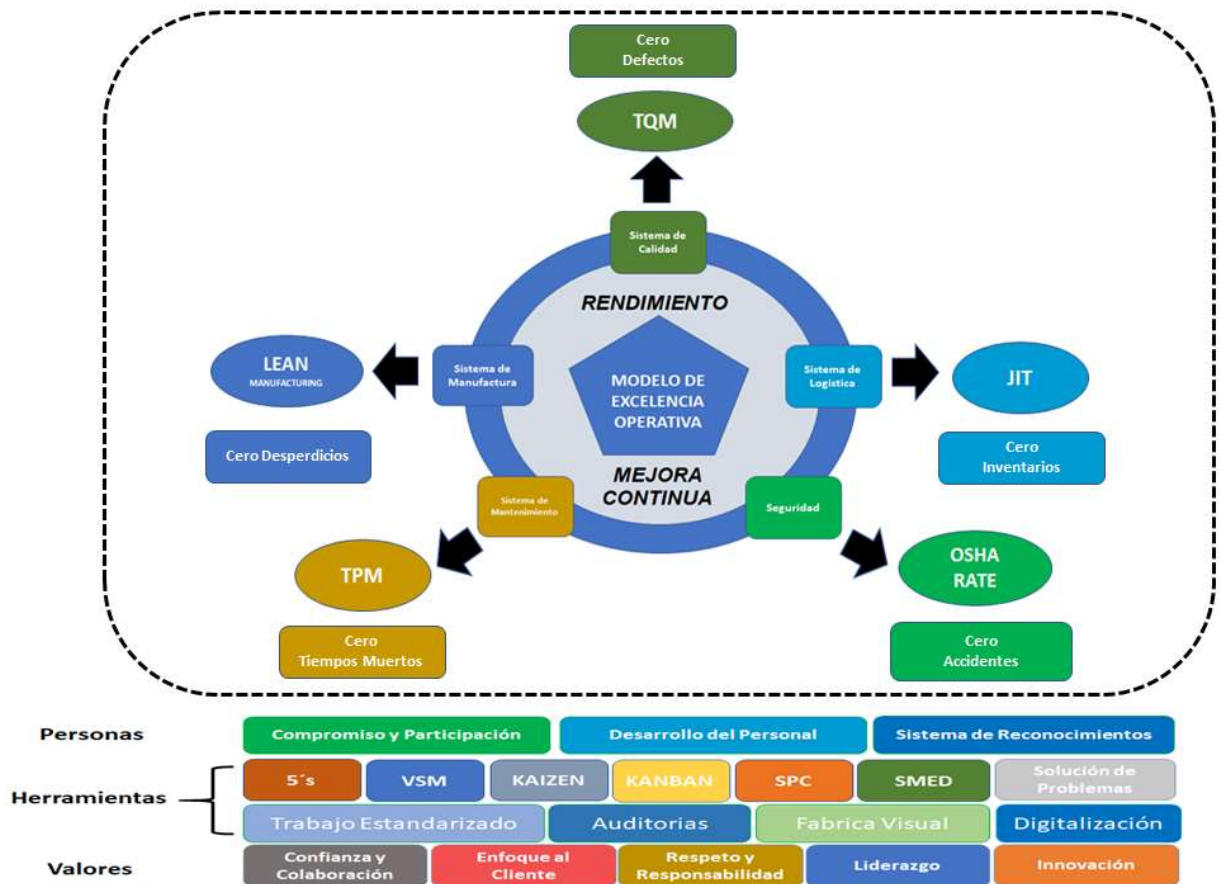 Cero
Defectos
TQM
Sistema de
Calidad
RENDIMIENTO
LEAN
MANUFACTURING
Sistema de
Manufactura
Cero Desperdicios
MODELO DE
EXCELENCIA
OPERATIVA
Sistema de
Logistica
JIT
Cero
Inventarios
MEJORA
CONTINUA
Sistema de
Mantenimiento
Seguridad
TPM
Cero
Tiempos Muertos
OSHA
RATE
Cero
Accidentes
Personas
Compromiso y Participación
Desarrollo del Personal
Sistema de Reconocimientos
Herramientas
5´s
VSM
KAIZEN
KANBAN
SPC
SMED
Solución de
Problemas
Trabajo Estandarizado
Auditorias
Fabrica Visual
Digitalización
Valores
Confianza y
Colaboración
Enfoque al
Cliente
Respeto y
Responsabilidad
Liderazgo
Innovación